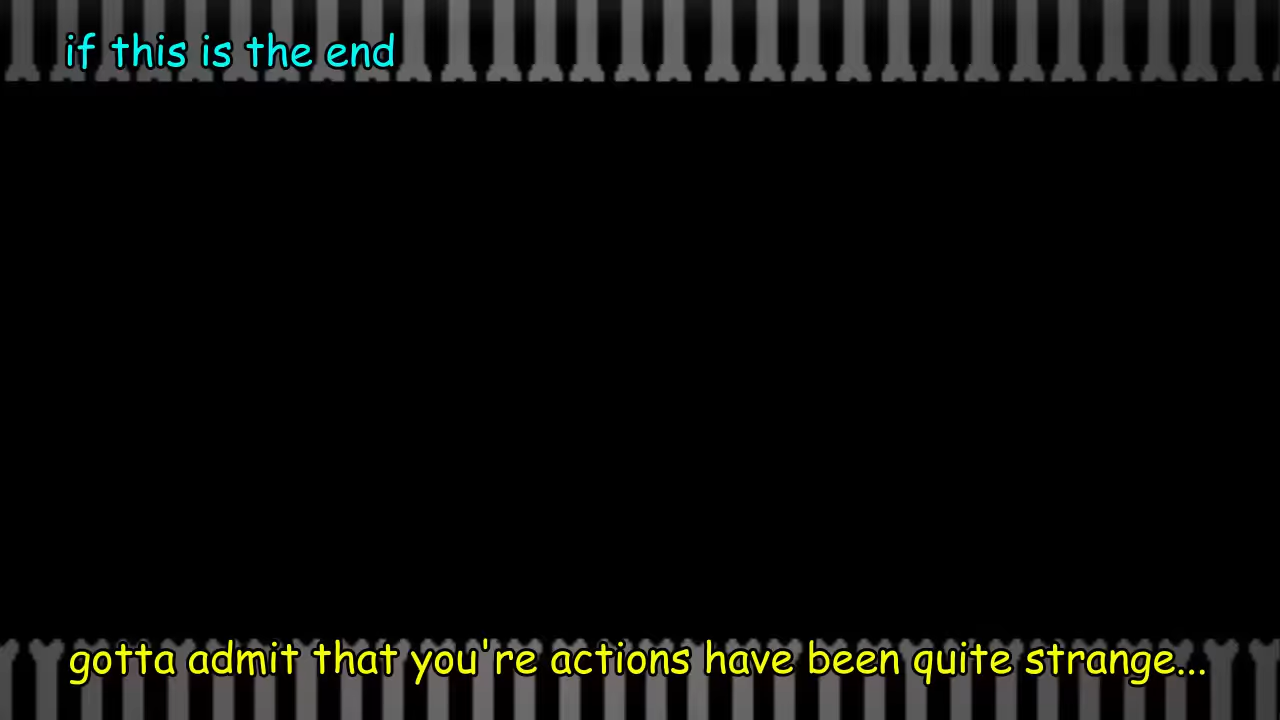 if this is the end
gotta admit that you're actions have been quite strange...